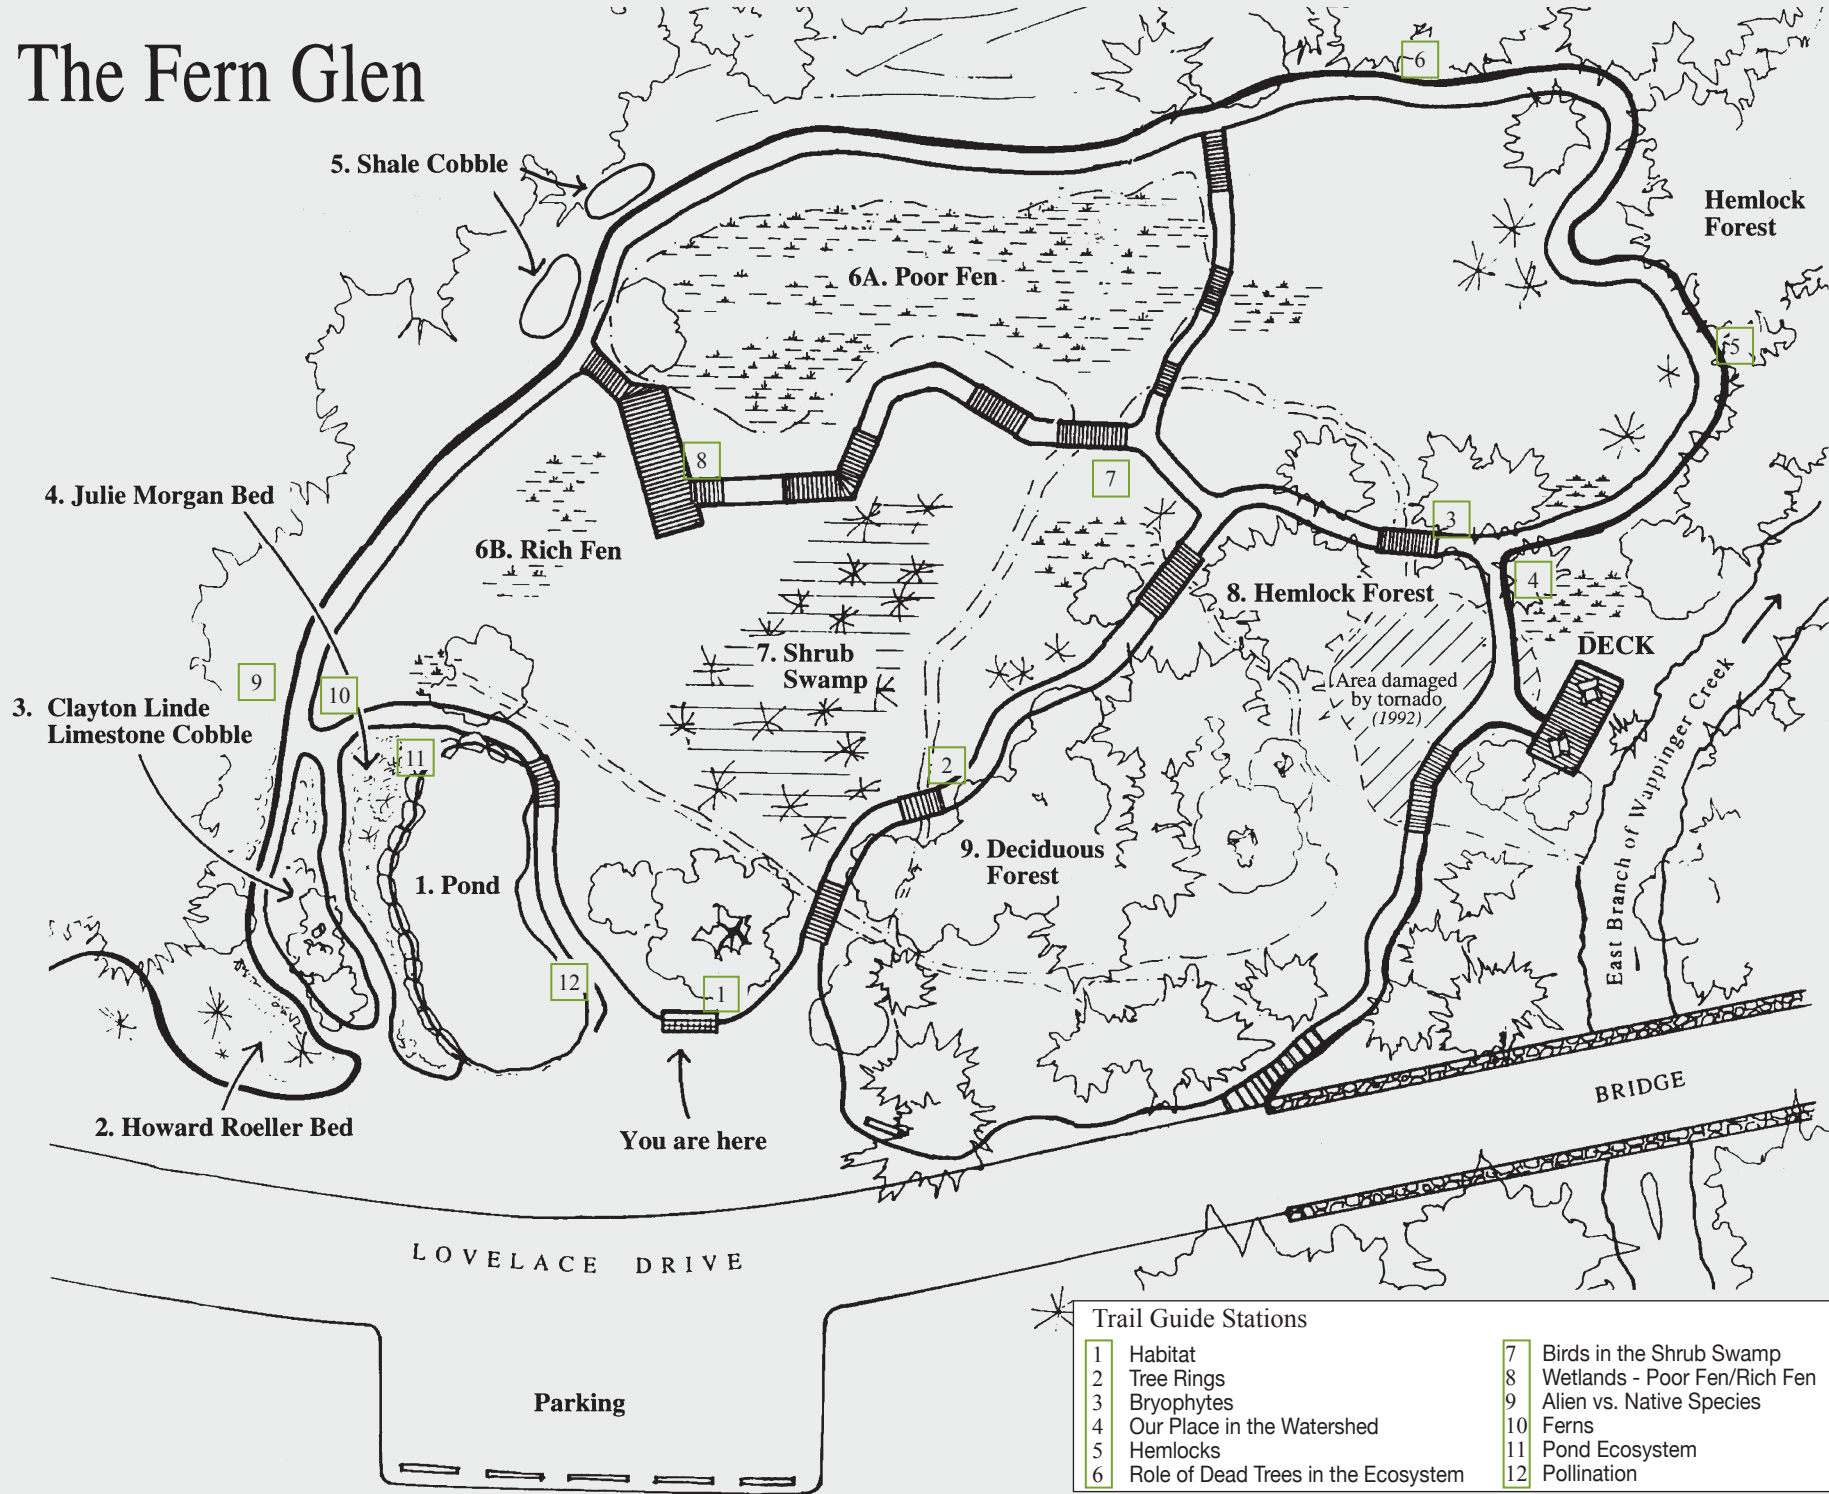 The Fern Glen
6
5. Shale Cobble
Hemlock
Forest
6A. Poor Fen
5
8
7
4. Julie Morgan Bed
3
6B. Rich Fen
4
8. Hemlock Forest
DECK
7. Shrub
Swamp
Area damaged
by tornado
(1992)
9
10
3. Clayton Linde
Limestone Cobble
11
2
East Branch of Wappinger Creek
9. Deciduous
Forest
1. Pond
12
1
BRIDGE
2. Howard Roeller Bed
You are here
LOVELACE DRIVE
Parking
Trail Guide Stations
1 Habitat
2 Tree Rings
3 Bryophytes
4 Our Place in the Watershed
5 Hemlocks
6 Role of Dead Trees in the Ecosystem
7 Birds in the Shrub Swamp
8 Wetlands - Poor Fen/Rich Fen
9 Alien vs. Native Species
10 Ferns
11 Pond Ecosystem
12 Pollination